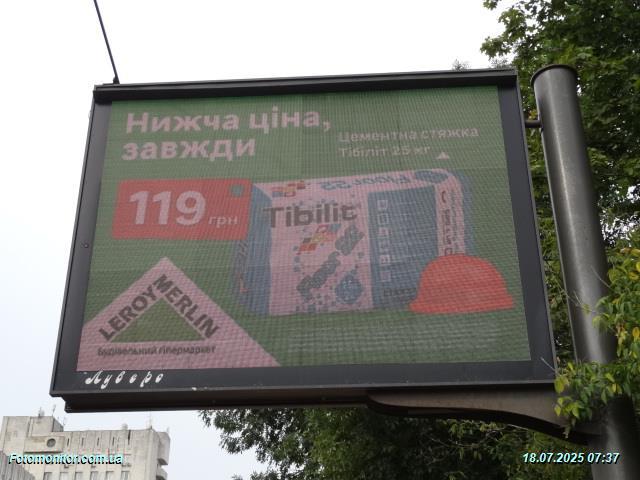 Нижча ціна,
завжди
Цементна стяжка
Тібіліт 25 кг
119 грн
Tibilit
LEROY MERLIN
Будівельний гіпермаркет
Луверо
Fotomonitor.com.ua
18.07.2025 07:37